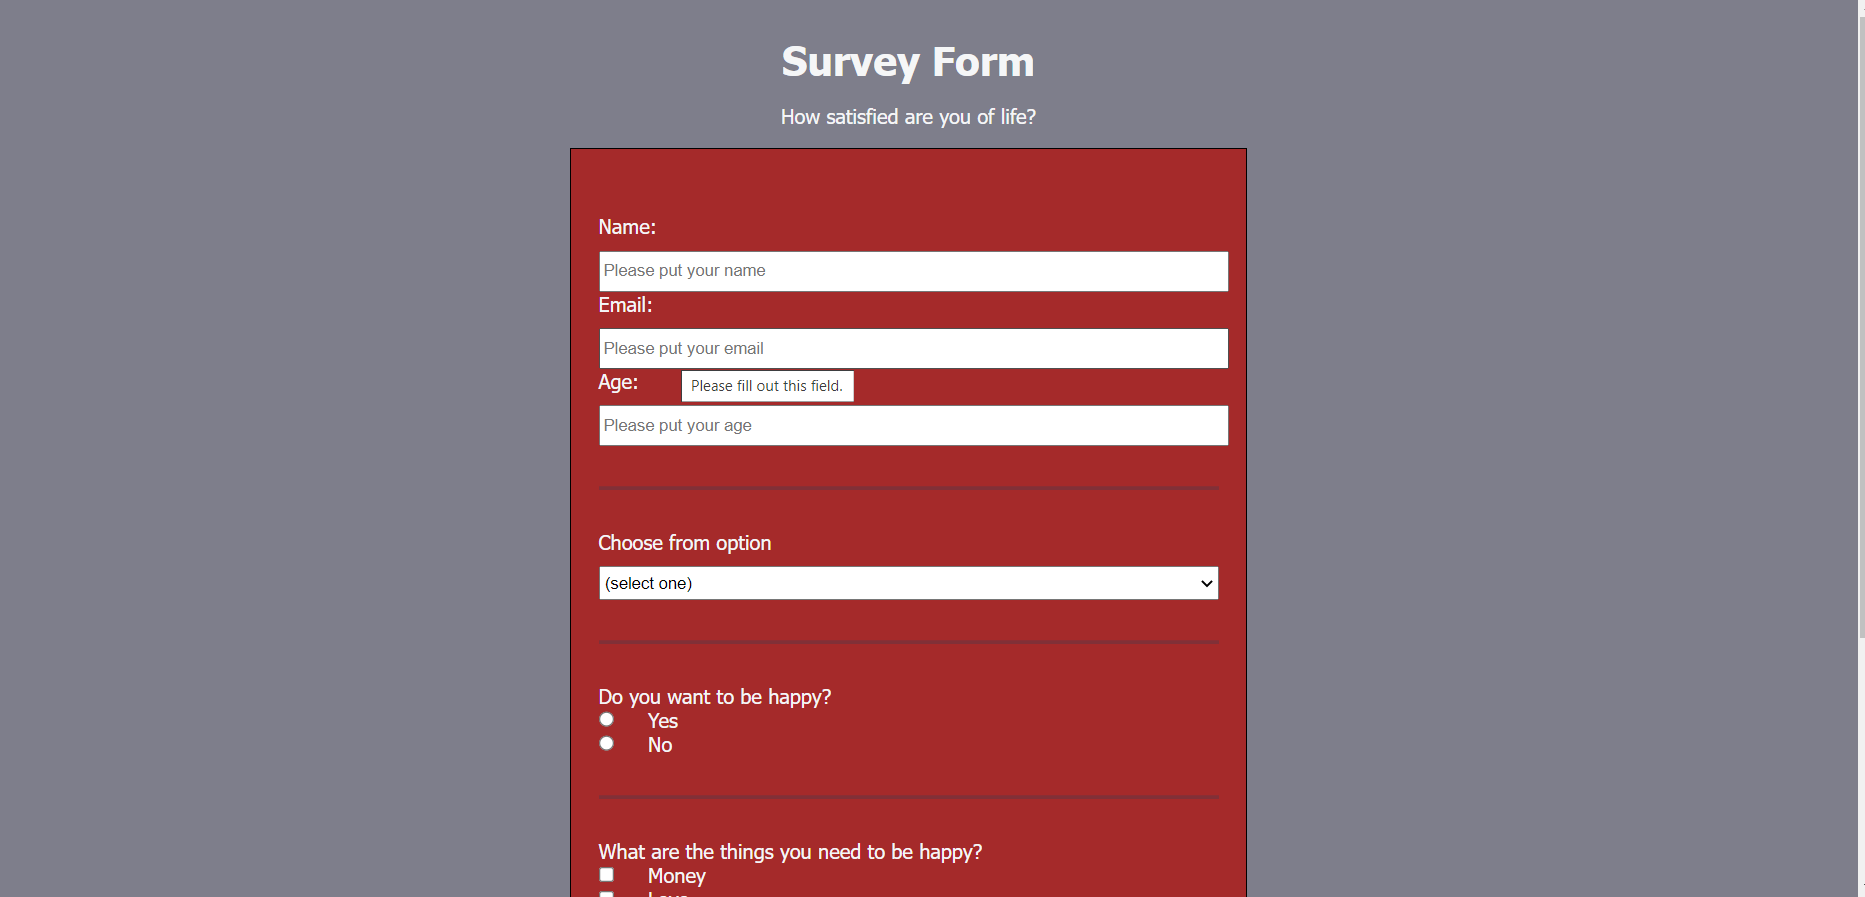 Survey Form
How satisfied are you of life?
Name:
Please put your name
Email:
Please put your email
Age:
Please fill out this field.
Please put your age
Choose from option
(select one)
Do you want to be happy?
Yes
No
What are the things you need to be happy?
Money